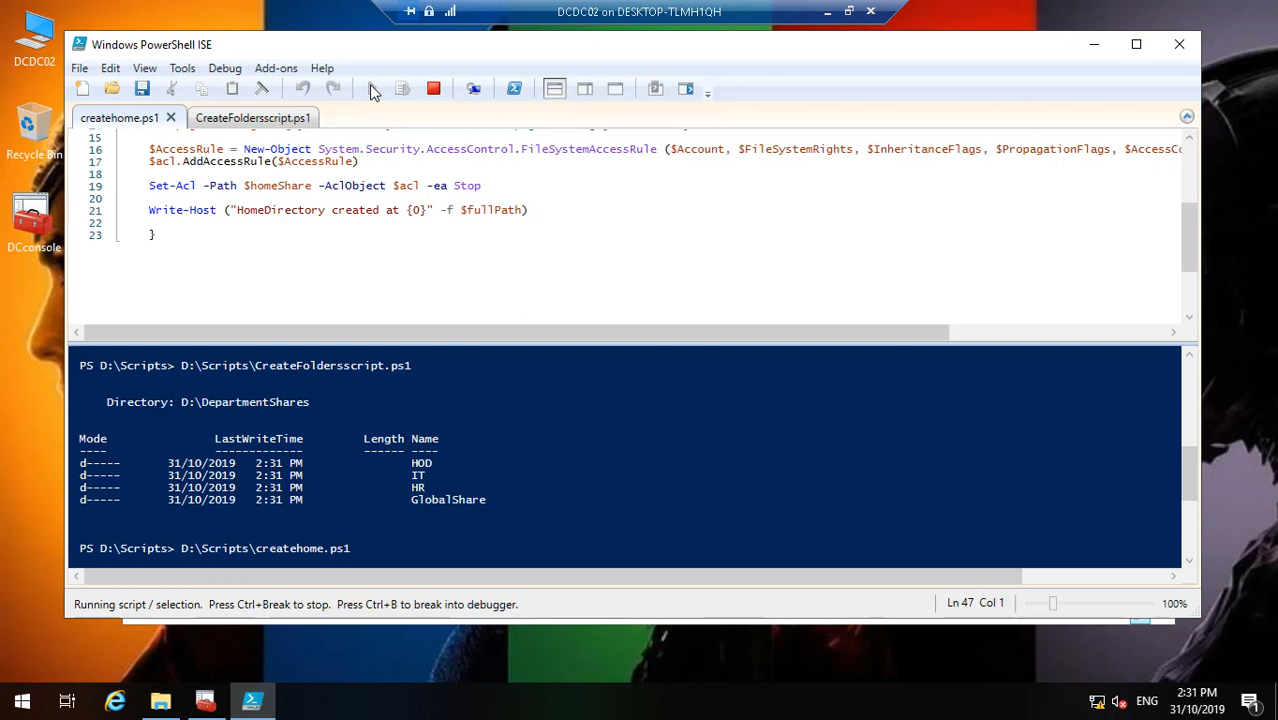 DCDC02 on DESKTOP-TLMH1QH
DCDC02
Recycle Bin
DCconsole
Windows PowerShell ISE
File Edit View Tools Debug Add-ons Help
createhome.ps1 CreateFoldersscript.ps1
15
16 $AccessRule = New-Object System.Security.AccessControl.FileSystemAccessRule ($Account, $FileSystemRights, $InheritanceFlags, $PropagationFlags, $AccessCo
17 $acl.AddAccessRule($AccessRule)
18
19 Set-Acl -Path $homeShare -AclObject $acl -ea Stop
20
21 Write-Host ("HomeDirectory created at {0}" -f $fullPath)
22
23 }
PS D:\Scripts> D:\Scripts\CreateFoldersscript.ps1
Directory: D:\DepartmentShares
Mode LastWriteTime Length Name
---- ------------- ------ ----
d----- 31/10/2019 2:31 PM HOD
d----- 31/10/2019 2:31 PM IT
d----- 31/10/2019 2:31 PM HR
d----- 31/10/2019 2:31 PM GlobalShare
PS D:\Scripts> D:\Scripts\createhome.ps1
Running script / selection. Press Ctrl+Break to stop. Press Ctrl+B to break into debugger.
Ln 47 Col 1
100%
ENG
2:31 PM
31/10/2019
1